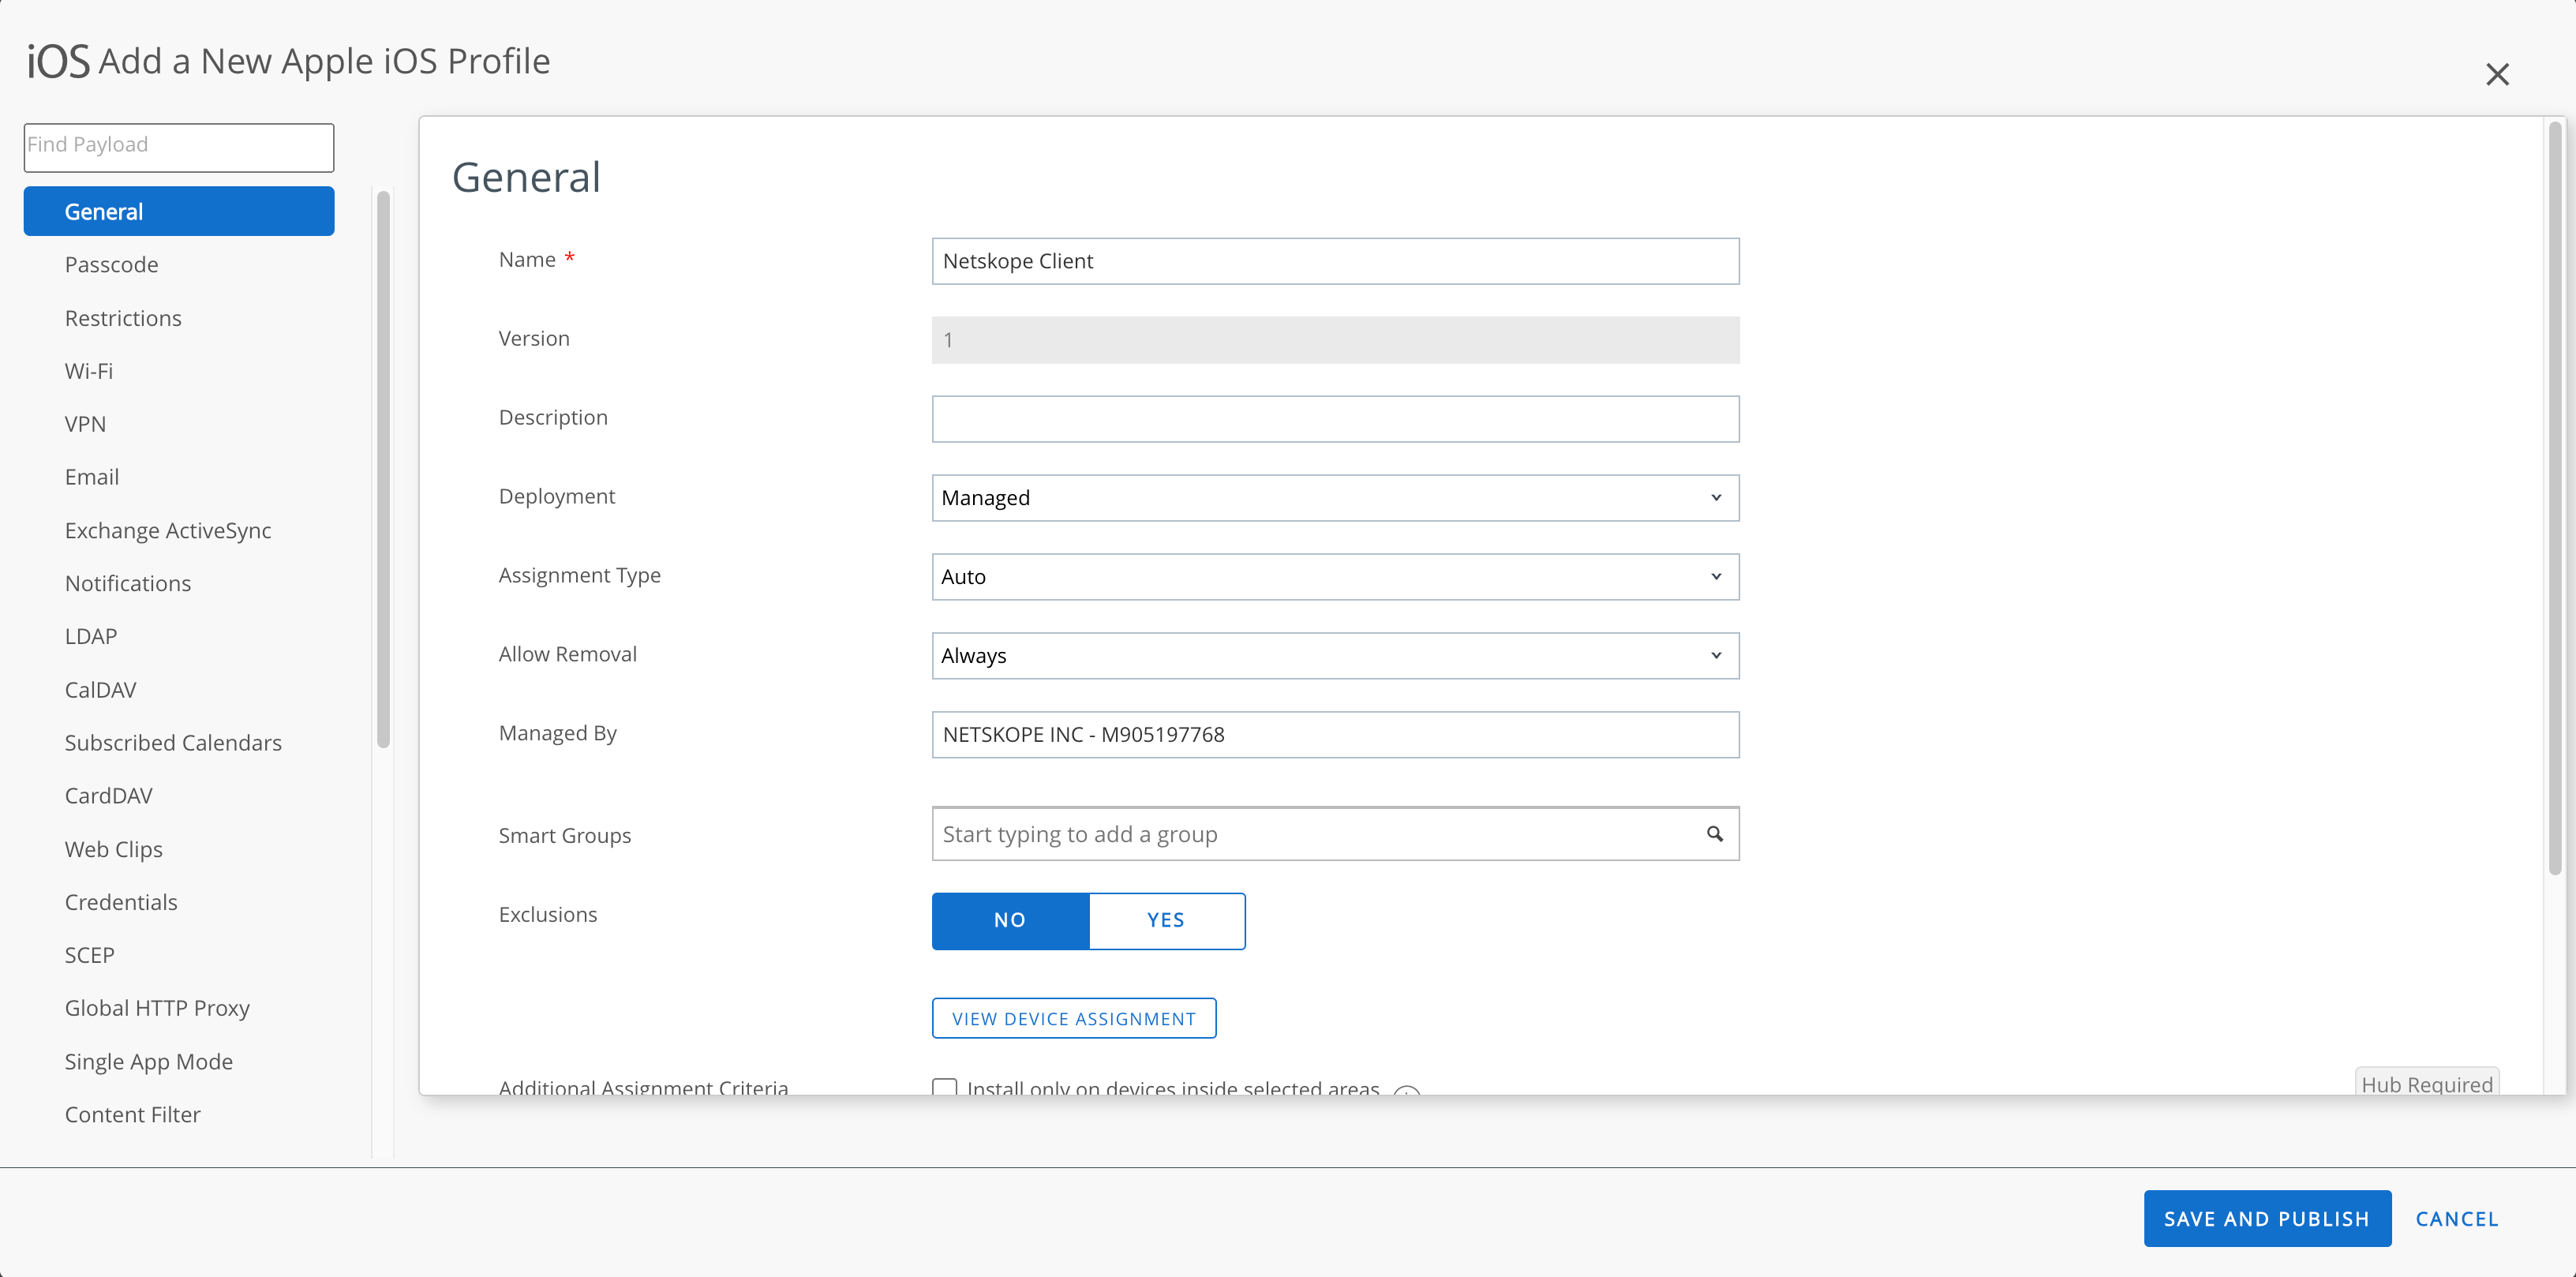 iOS Add a New Apple iOS Profile
Find Payload
General
Passcode
Restrictions
Wi-Fi
VPN
Email
Exchange ActiveSync
Notifications
LDAP
CalDAV
Subscribed Calendars
CardDAV
Web Clips
Credentials
SCEP
Global HTTP Proxy
Single App Mode
Content Filter
General
Name * Netskope Client
Version 1
Description
Deployment Managed
Assignment Type Auto
Allow Removal Always
Managed By NETSKOPE INC - M905197768
Smart Groups Start typing to add a group
Exclusions NO YES
VIEW DEVICE ASSIGNMENT
Additional Assignment Criteria Install only on devices inside selected areas Hub Required
SAVE AND PUBLISH CANCEL